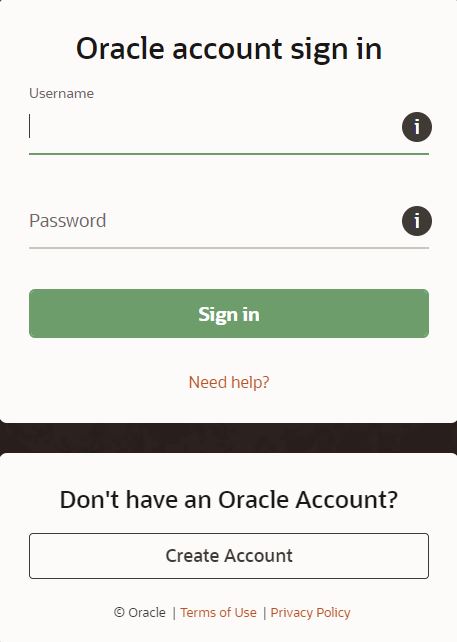 Oracle account sign in
Username
i
Password
i
Sign in
Need help?
Don't have an Oracle Account?
Create Account
© Oracle | Terms of Use | Privacy Policy